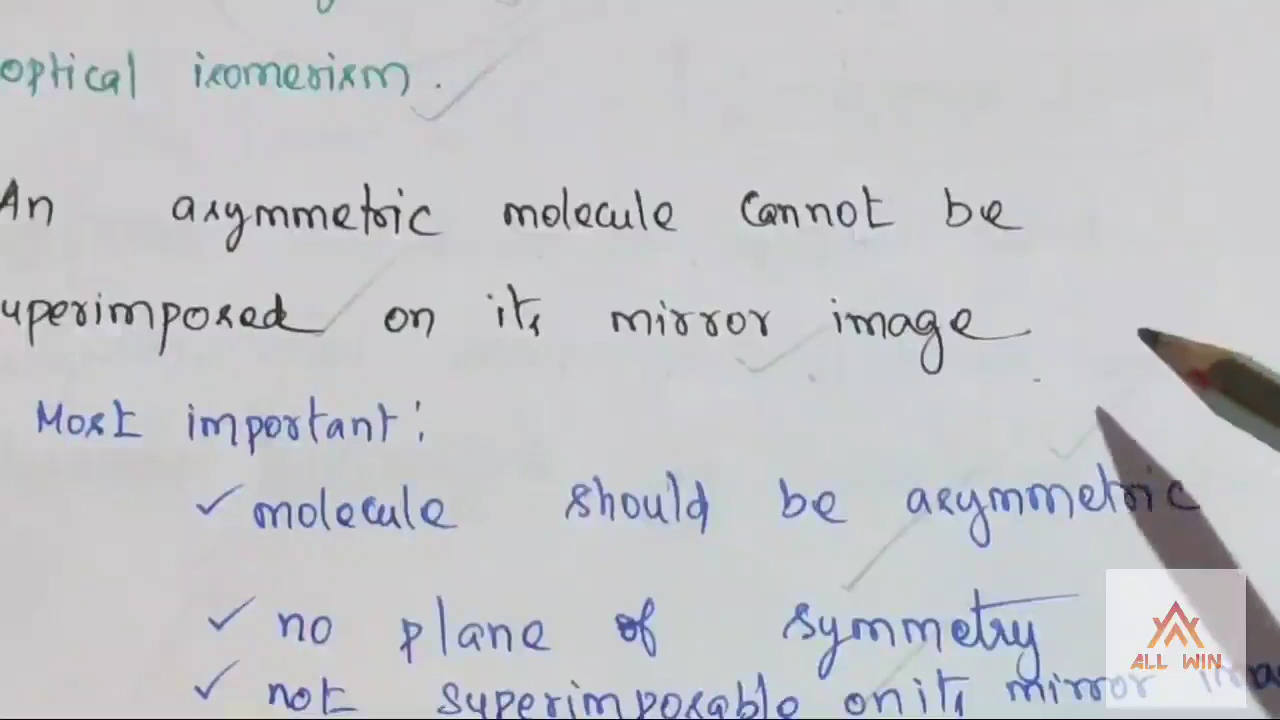 optical isomerism.
An asymmetric molecule cannot be
uperimposed on its mirror image
Most important:
✓ molecule should be asymmetric
✓ no plane of symmetry
✓ not superimposable on its mirror ima
ALL WIN